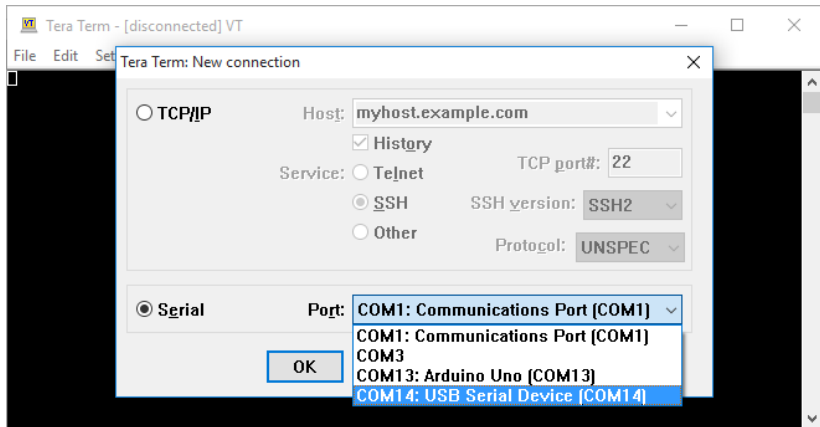 VT Tera Term - [disconnected] VT
File Edit Set
Tera Term: New connection
TCP/IP Host: myhost.example.com
History
Service: Telnet TCP port#: 22
SSH SSH version: SSH2
Other Protocol: UNSPEC
Serial Port: COM1: Communications Port (COM1)
COM1: Communications Port (COM1)
COM3
OK COM13: Arduino Uno (COM13)
COM14: USB Serial Device (COM14)